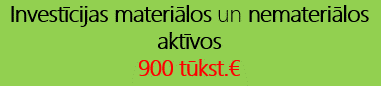 Investīcijas materiālos un nemateriālos
aktīvos
900 tūkst.€